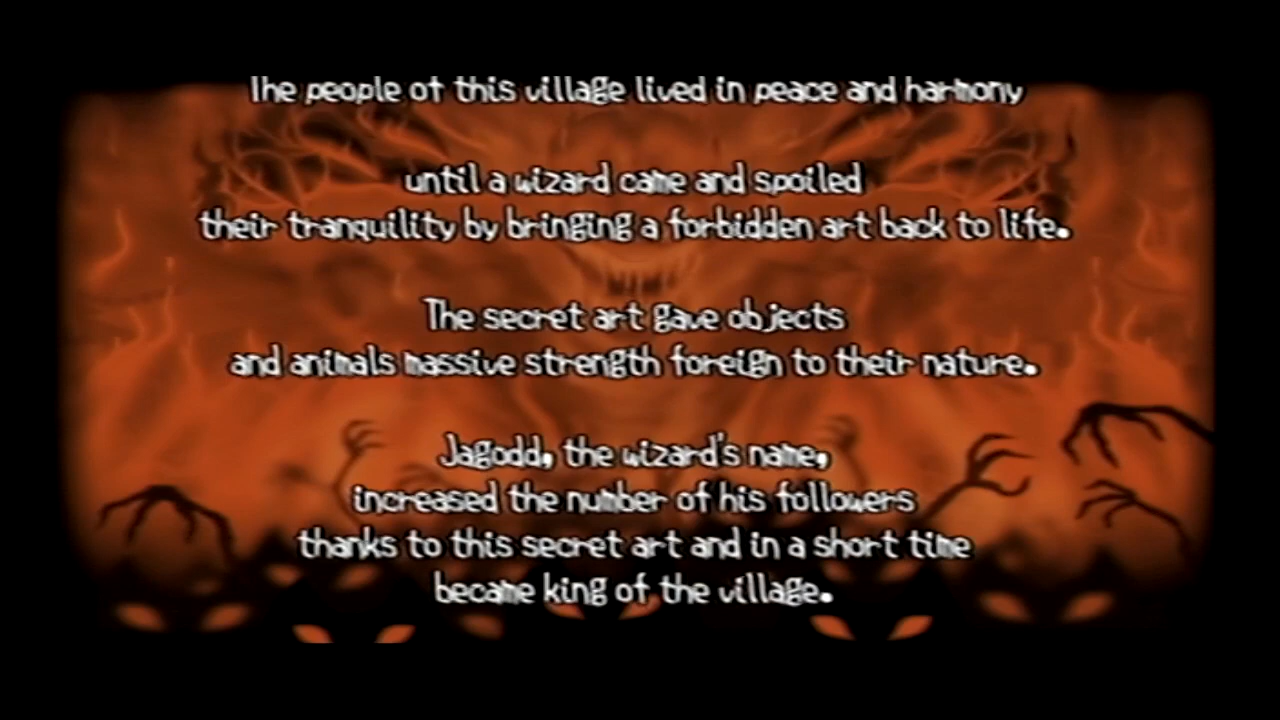 The people of this village lived in peace and harmony
until a wizard came and spoiled
their tranquility by bringing a forbidden art back to life.
The secret art gave objects
and animals massive strength foreign to their nature.
Jagodd, the wizard's name,
increased the number of his followers
thanks to this secret art and in a short time
became king of the village.